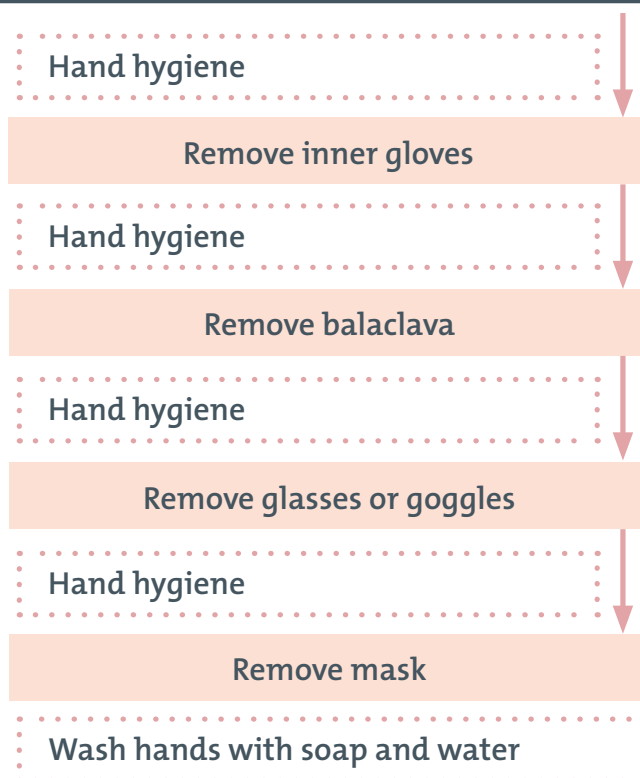 Hand hygiene
Remove inner gloves
Hand hygiene
Remove balaclava
Hand hygiene
Remove glasses or goggles
Hand hygiene
Remove mask
Wash hands with soap and water